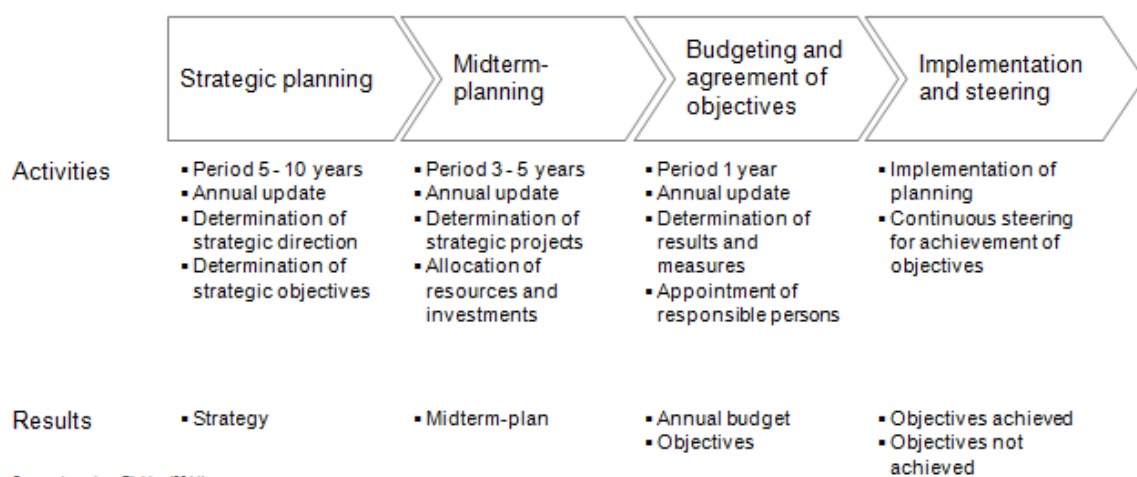 Strategic planning
Midterm-
planning
Budgeting and
agreement of
objectives
Implementation
and steering
Activities
▪ Period 5 - 10 years
▪ Annual update
▪ Determination of
strategic direction
▪ Determination of
strategic objectives
▪ Period 3 - 5 years
▪ Annual update
▪ Determination of
strategic projects
▪ Allocation of
resources and
investments
▪ Period 1 year
▪ Annual update
▪ Determination of
results and
measures
▪ Appointment of
responsible persons
▪ Implementation of
planning
▪ Continuous steering
for achievement of
objectives
Results
▪ Strategy
▪ Midterm-plan
▪ Annual budget
▪ Objectives
▪ Objectives achieved
▪ Objectives not
achieved